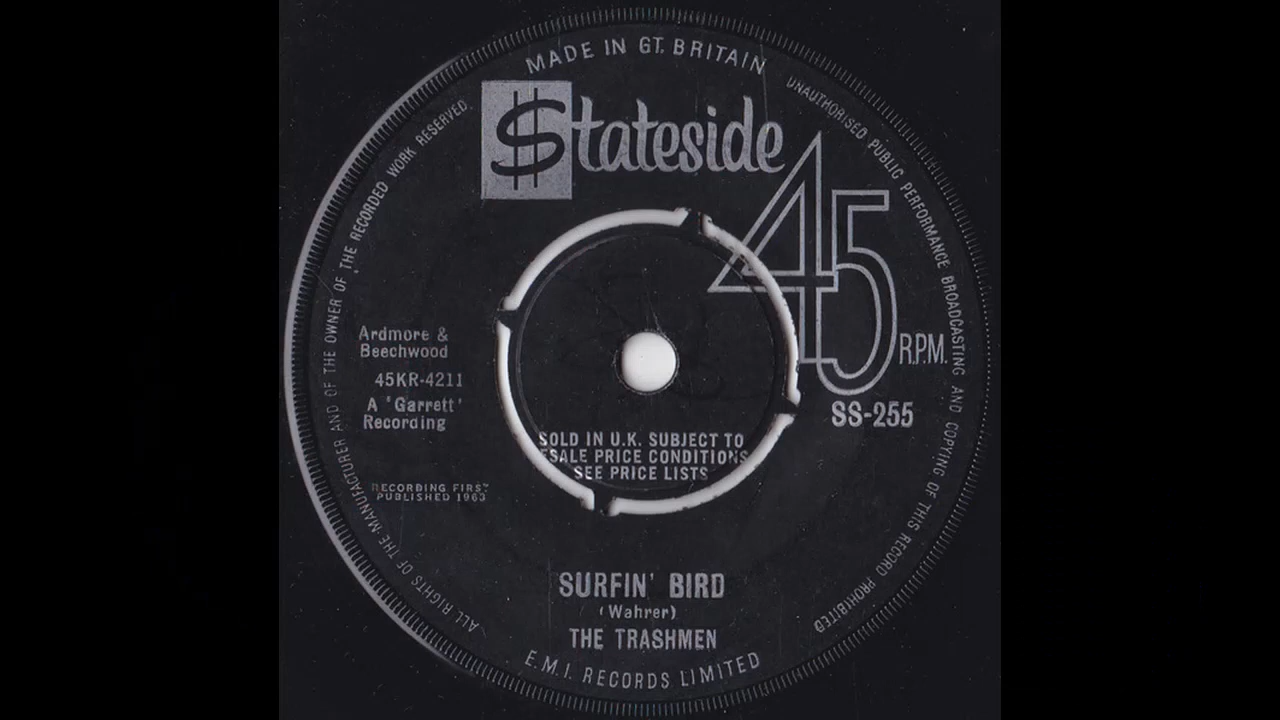 MADE IN GT. BRITAIN
$tateside
45
R.P.M.
SS-255
Ardmore &
Beechwood
45KR-4211
A 'Garrett'
Recording
SOLD IN U.K. SUBJECT TO
ESALE PRICE CONDITIONS
SEE PRICE LISTS
RECORDING FIRST
PUBLISHED 1963
SURFIN' BIRD
(Wahrer)
THE TRASHMEN
E.M.I. RECORDS LIMITED
ALL RIGHTS OF THE MANUFACTURER AND OF THE OWNER OF THE RECORDED WORK RESERVED
UNAUTHORISED PUBLIC PERFORMANCE BROADCASTING AND COPYING OF THIS RECORD PROHIBITED